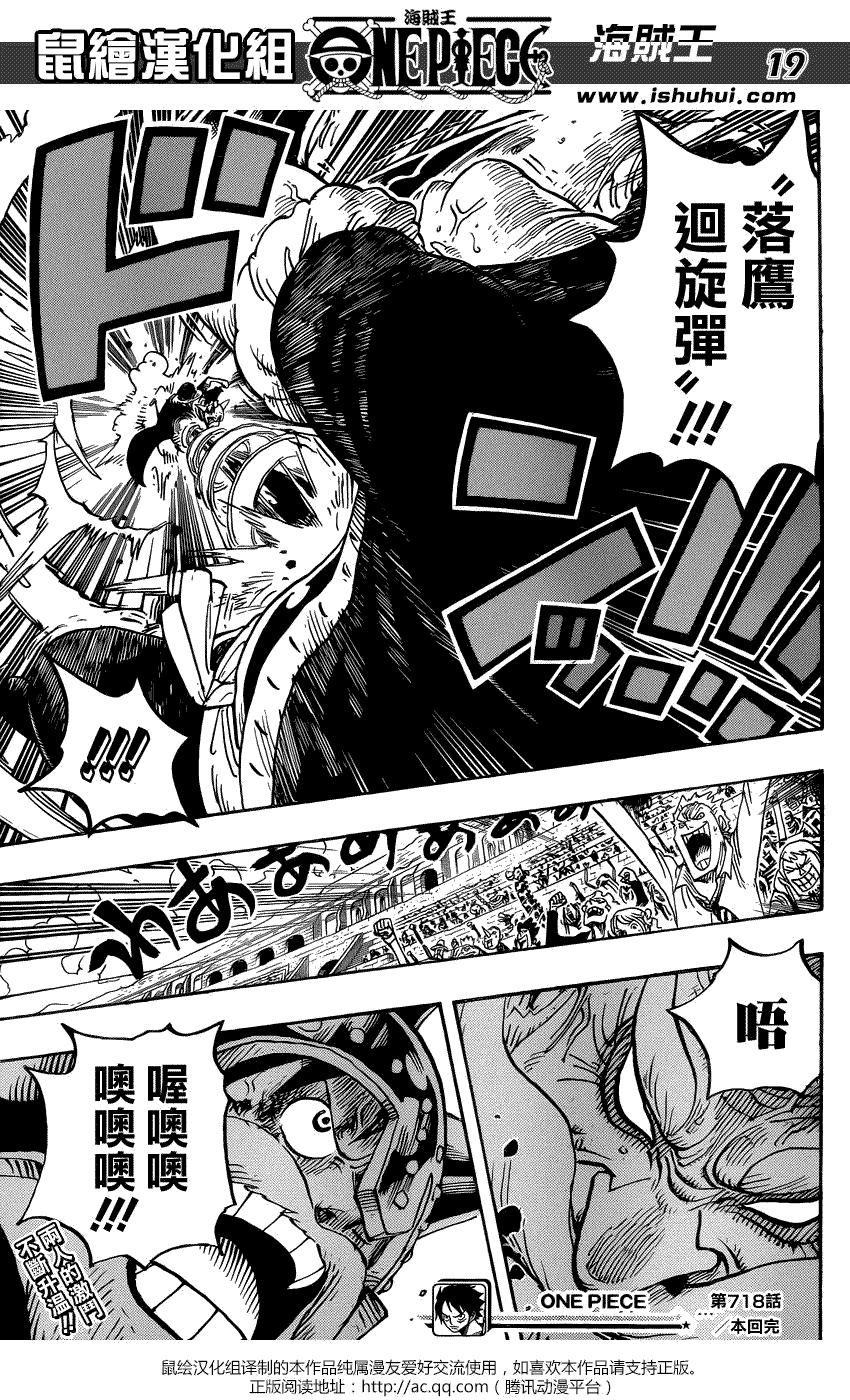 鼠繪漢化組
海賊王
ONE PIECE
海賊王
19
www.ishuhui.com
〝落鷹
迴旋彈〟!!!
ドドンッ!!!
!!!
わあああああ
唔
喔噢噢
噢噢噢!!!
兩人的激鬥
不斷升溫!!
ONE PIECE
第718話
／本回完
鼠绘汉化组译制的本作品纯属漫友爱好交流使用，如喜欢本作品请支持正版。
正版阅读地址：http://ac.qq.com（腾讯动漫平台）